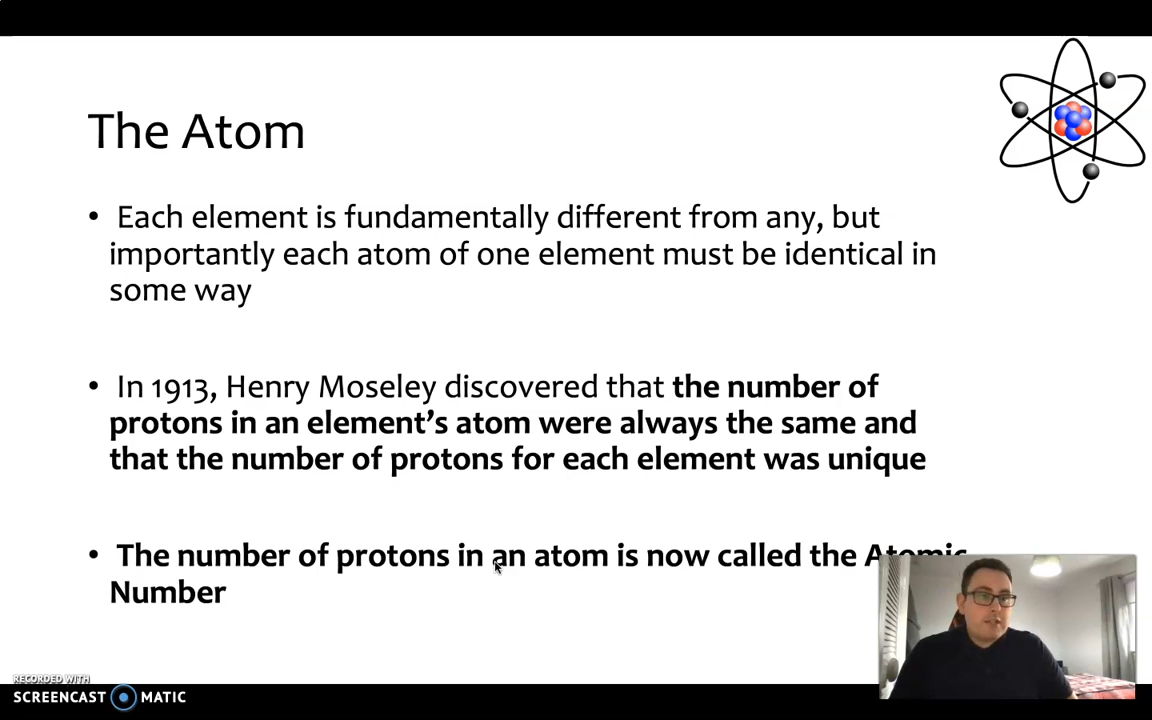 The Atom
• Each element is fundamentally different from any, but
importantly each atom of one element must be identical in
some way
• In 1913, Henry Moseley discovered that the number of
protons in an element’s atom were always the same and
that the number of protons for each element was unique
• The number of protons in an atom is now called the Atomic
Number
RECORDED WITH
SCREENCAST MATIC